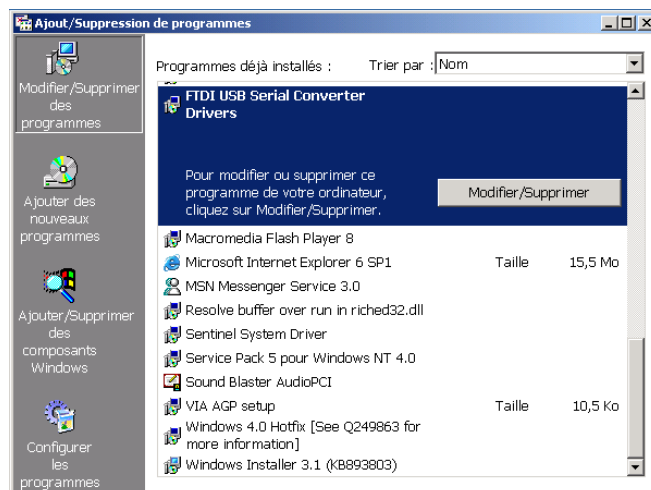 Ajout/Suppression de programmes
Modifier/Supprimer
des
programmes
Ajouter des
nouveaux
programmes
Ajouter/Supprimer
des
composants
Windows
Configurer
les
programmes
Programmes déjà installés : Trier par : Nom
FTDI USB Serial Converter
Drivers
Pour modifier ou supprimer ce
programme de votre ordinateur,
cliquez sur Modifier/Supprimer.
Modifier/Supprimer
Macromedia Flash Player 8
Microsoft Internet Explorer 6 SP1 Taille 15,5 Mo
MSN Messenger Service 3.0
Resolve buffer over run in riched32.dll
Sentinel System Driver
Service Pack 5 pour Windows NT 4.0
Sound Blaster AudioPCI
VIA AGP setup Taille 10,5 Ko
Windows 4.0 Hotfix [See Q249863 for
more information]
Windows Installer 3.1 (KB893803)